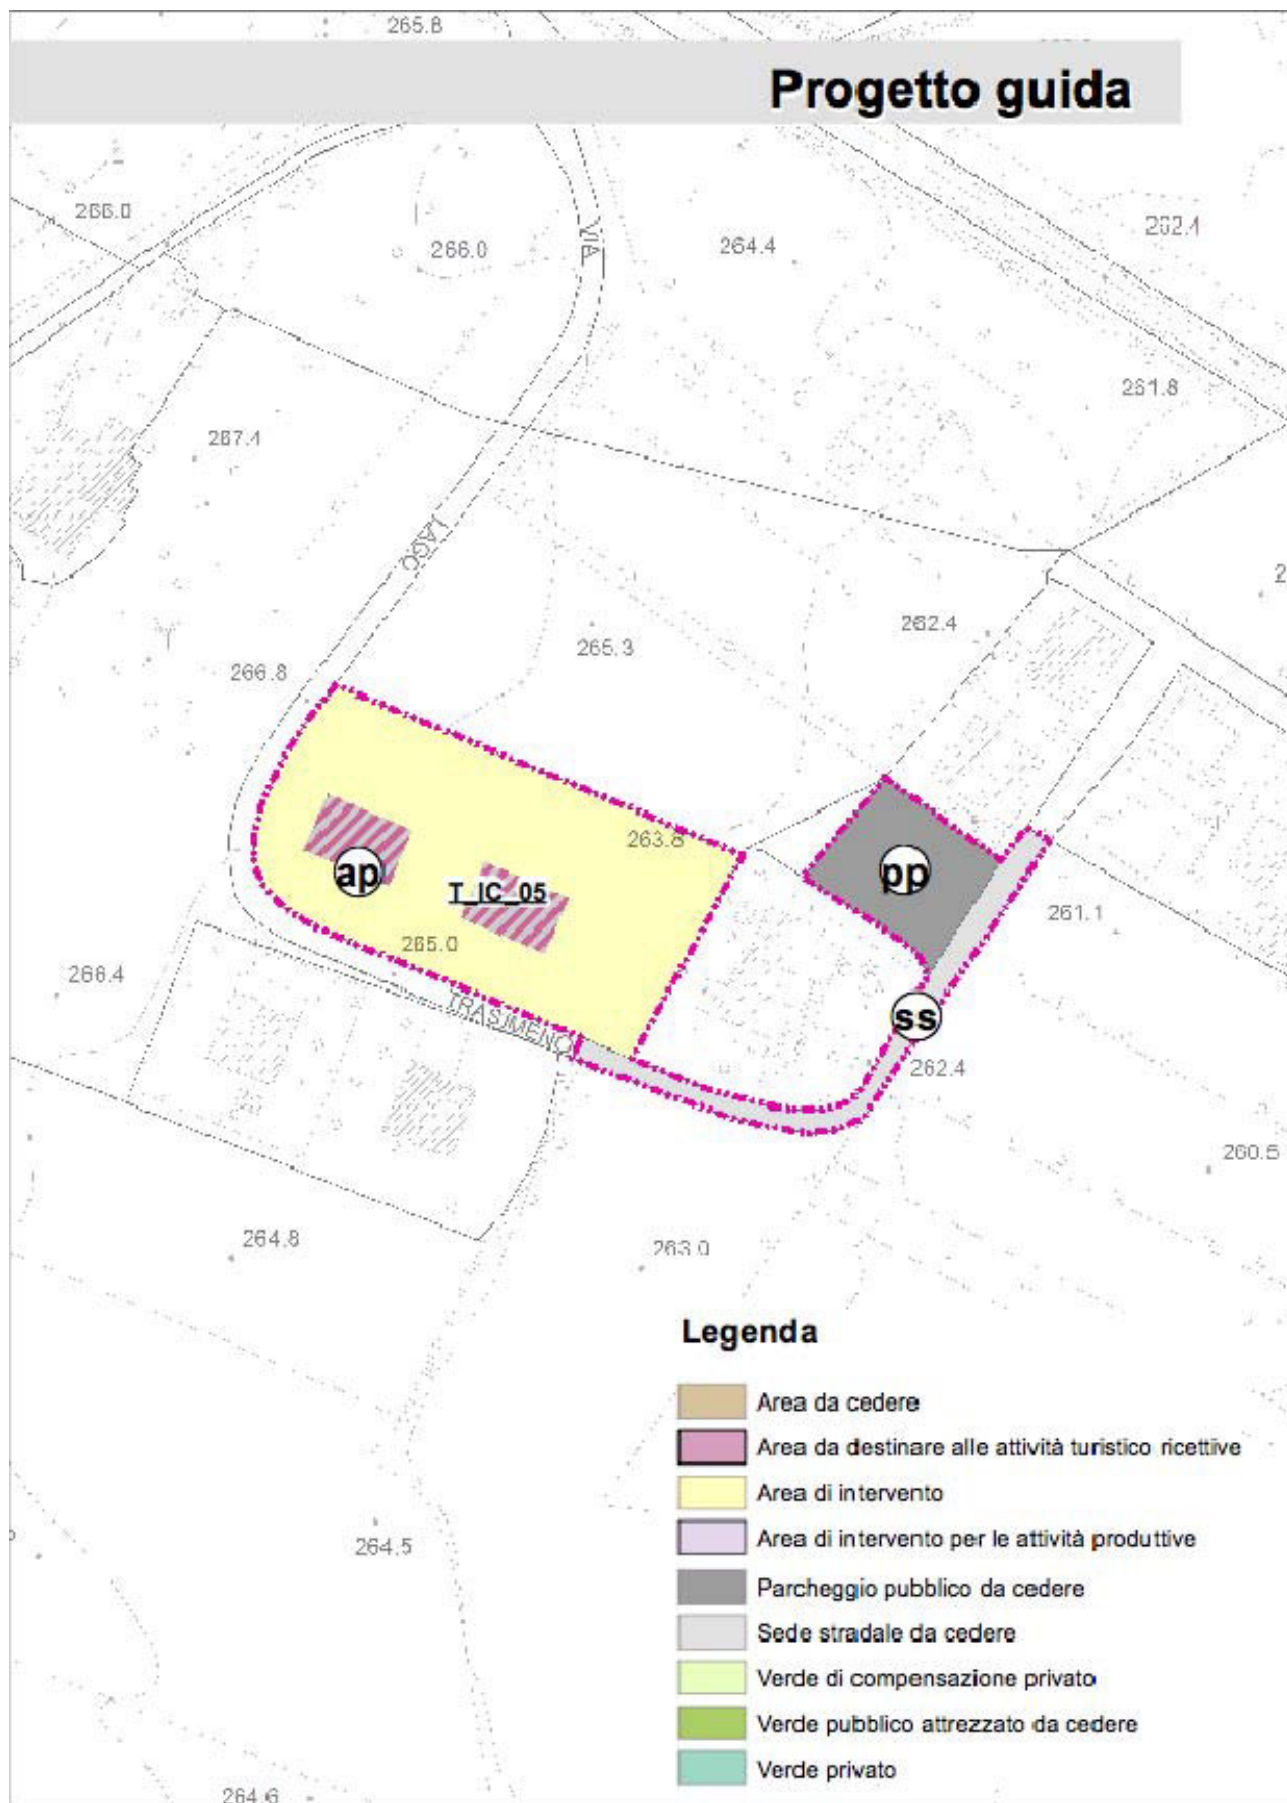 265.8
Progetto guida
266.0
266.0
VIA
264.4
262.1
261.8
267.1
LAGO
262.4
265.3
266.8
263.8
ap
T_IC_05
pp
261.1
265.0
266.4
TRASIMENO
ss
262.4
260.5
264.8
263.0
Legenda
Area da cedere
Area da destinare alle attività turistico ricettive
Area di intervento
Area di intervento per le attività produttive
264.5
Parcheggio pubblico da cedere
Sede stradale da cedere
Verde di compensazione privato
Verde pubblico attrezzato da cedere
Verde privato
264.6